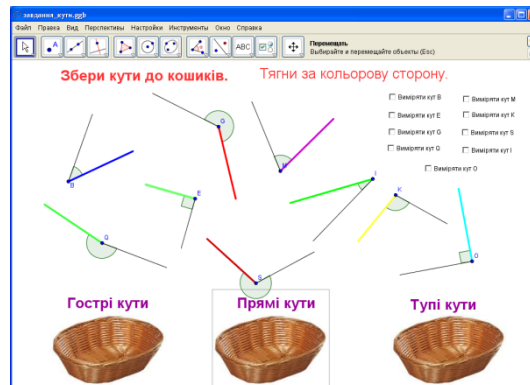 завдання_кути.ggb
Файл Правка Вид Перспективы Настройки Инструменты Окно Справка
A ABC Перемещать
Выбирайте и перемещайте объекты (Esc)
Збери кути до кошиків. Тягни за кольорову сторону.
Виміряти кут B Виміряти кут M
Виміряти кут E Виміряти кут K
Виміряти кут G Виміряти кут S
Виміряти кут Q Виміряти кут I
Виміряти кут O
G
M
B
E
I
K
Q
S
O
Гострі кути Прямі кути Тупі кути